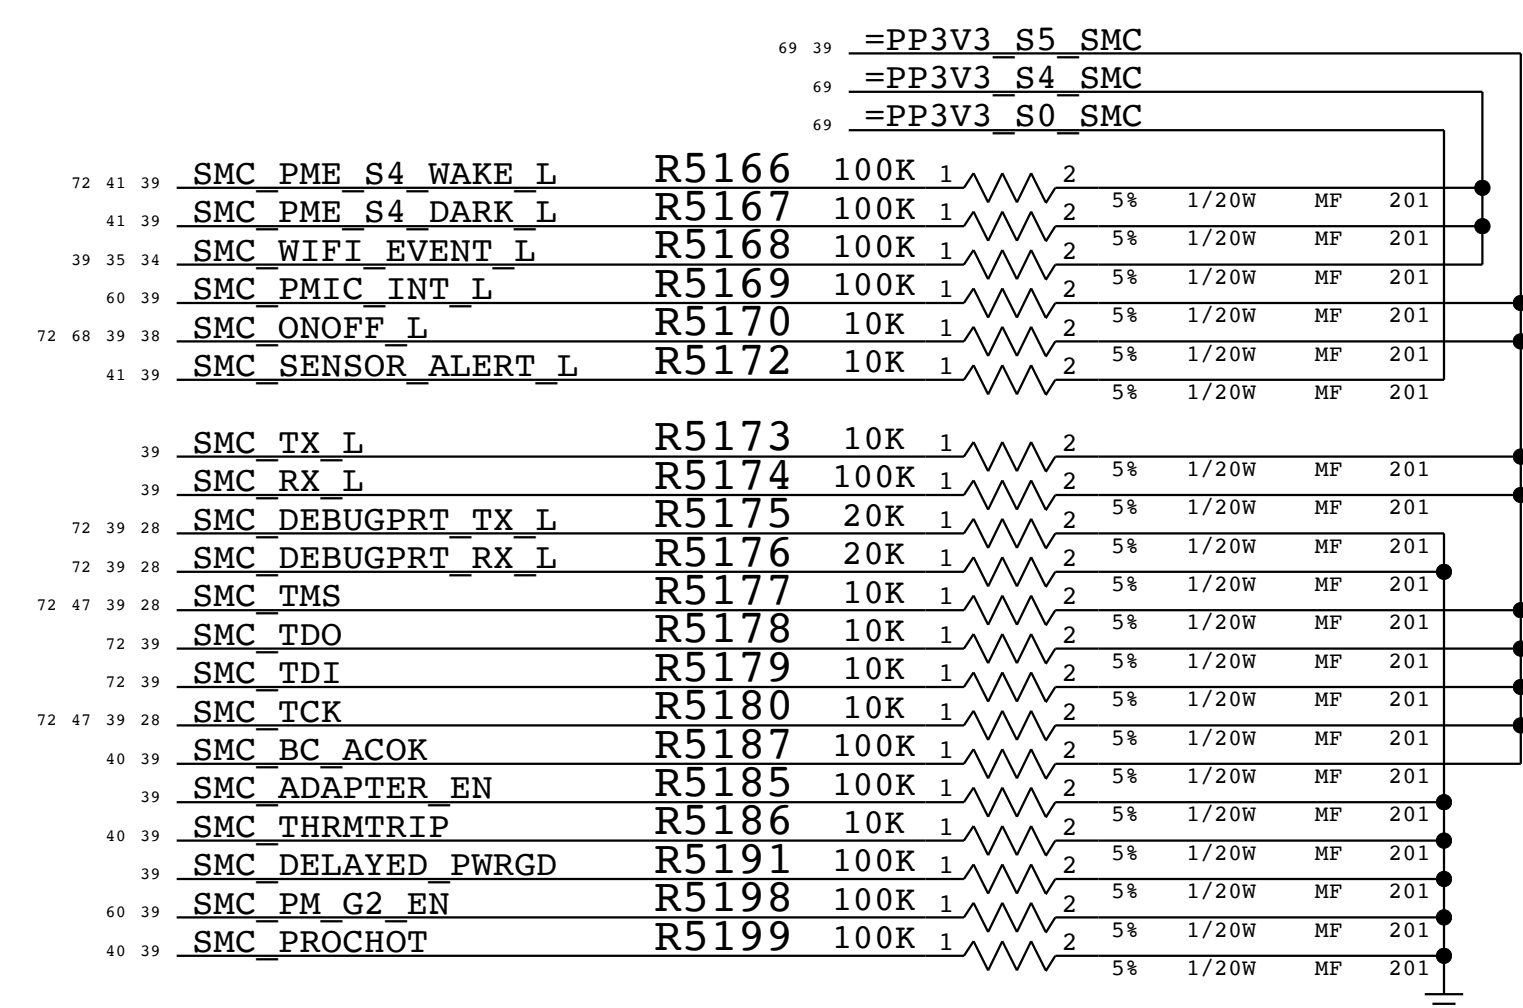 69 39 =PP3V3_S5_SMC
69 =PP3V3_S4_SMC
69 =PP3V3_S0_SMC
72 41 39 SMC_PME_S4_WAKE_L R5166 100K 1 2
5% 1/20W MF 201
41 39 SMC_PME_S4_DARK_L R5167 100K 1 2
5% 1/20W MF 201
39 35 34 SMC_WIFI_EVENT_L R5168 100K 1 2
5% 1/20W MF 201
60 39 SMC_PMIC_INT_L R5169 100K 1 2
5% 1/20W MF 201
72 68 39 38 SMC_ONOFF_L R5170 10K 1 2
5% 1/20W MF 201
41 39 SMC_SENSOR_ALERT_L R5172 10K 1 2
5% 1/20W MF 201
39 SMC_TX_L R5173 10K 1 2
5% 1/20W MF 201
39 SMC_RX_L R5174 100K 1 2
5% 1/20W MF 201
72 39 28 SMC_DEBUGPRT_TX_L R5175 20K 1 2
5% 1/20W MF 201
72 39 28 SMC_DEBUGPRT_RX_L R5176 20K 1 2
5% 1/20W MF 201
72 47 39 28 SMC_TMS R5177 10K 1 2
5% 1/20W MF 201
72 39 SMC_TDO R5178 10K 1 2
5% 1/20W MF 201
72 39 SMC_TDI R5179 10K 1 2
5% 1/20W MF 201
72 47 39 28 SMC_TCK R5180 10K 1 2
5% 1/20W MF 201
40 39 SMC_BC_ACOK R5187 100K 1 2
5% 1/20W MF 201
39 SMC_ADAPTER_EN R5185 100K 1 2
5% 1/20W MF 201
40 39 SMC_THRMTRIP R5186 10K 1 2
5% 1/20W MF 201
39 SMC_DELAYED_PWRGD R5191 100K 1 2
5% 1/20W MF 201
60 39 SMC_PM_G2_EN R5198 100K 1 2
5% 1/20W MF 201
40 39 SMC_PROCHOT R5199 100K 1 2
5% 1/20W MF 201